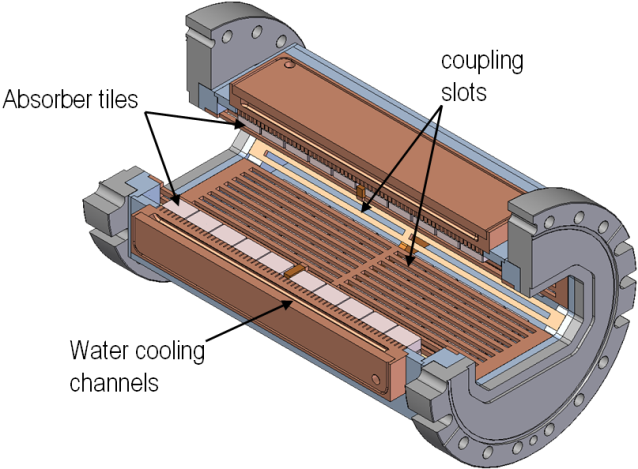 coupling
slots
Absorber tiles
Water cooling
channels